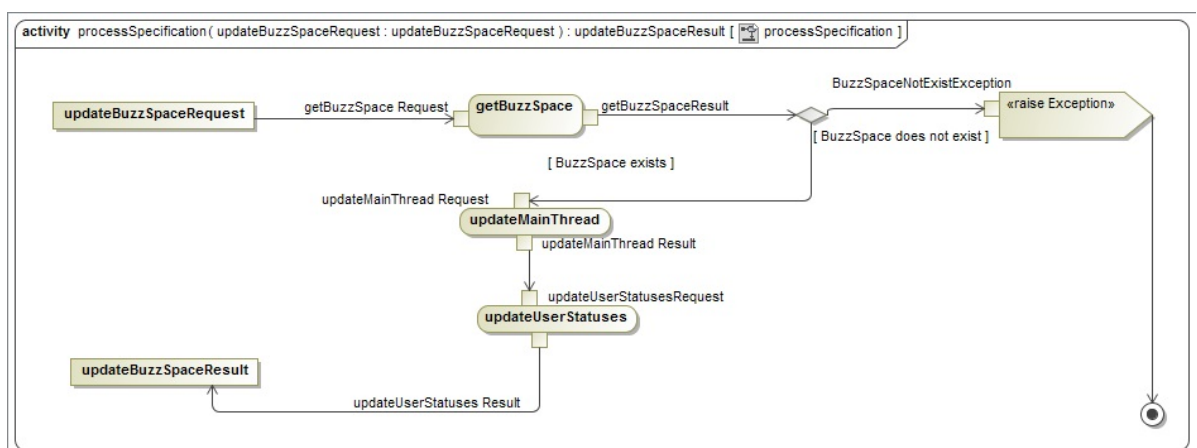 activity processSpecification( updateBuzzSpaceRequest : updateBuzzSpaceRequest ) : updateBuzzSpaceResult [ processSpecification ]
BuzzSpaceNotExistException
updateBuzzSpaceRequest
getBuzzSpace Request
getBuzzSpace
getBuzzSpaceResult
«raise Exception»
[ BuzzSpace does not exist ]
[ BuzzSpace exists ]
updateMainThread Request
updateMainThread
updateMainThread Result
updateUserStatusesRequest
updateUserStatuses
updateBuzzSpaceResult
updateUserStatuses Result